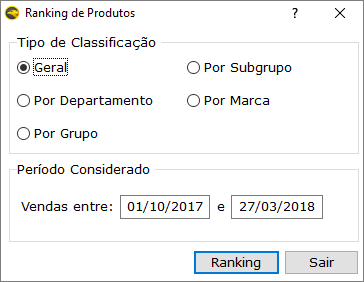 Ranking de Produtos
Tipo de Classificação
Geral
Por Subgrupo
Por Departamento
Por Marca
Por Grupo
Período Considerado
Vendas entre: 01/10/2017 e 27/03/2018
Ranking
Sair